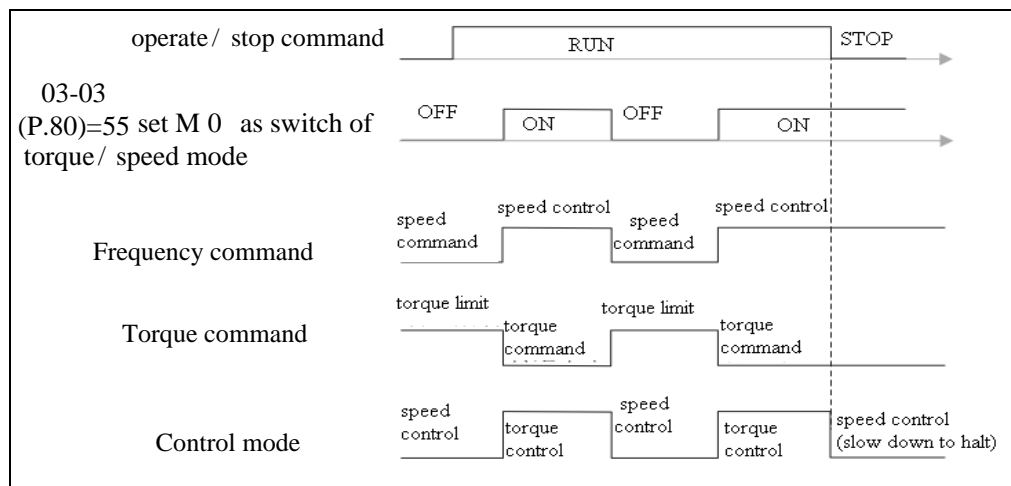 operate / stop command
RUN
STOP
03-03
(P.80)=55 set M 0 as switch of
torque / speed mode
OFF
ON
OFF
ON
Frequency command
speed
command
speed control
speed
command
speed control
Torque command
torque limit
torque
command
torque limit
torque
command
Control mode
speed
control
torque
control
speed
control
torque
control
speed control
(slow down to halt)